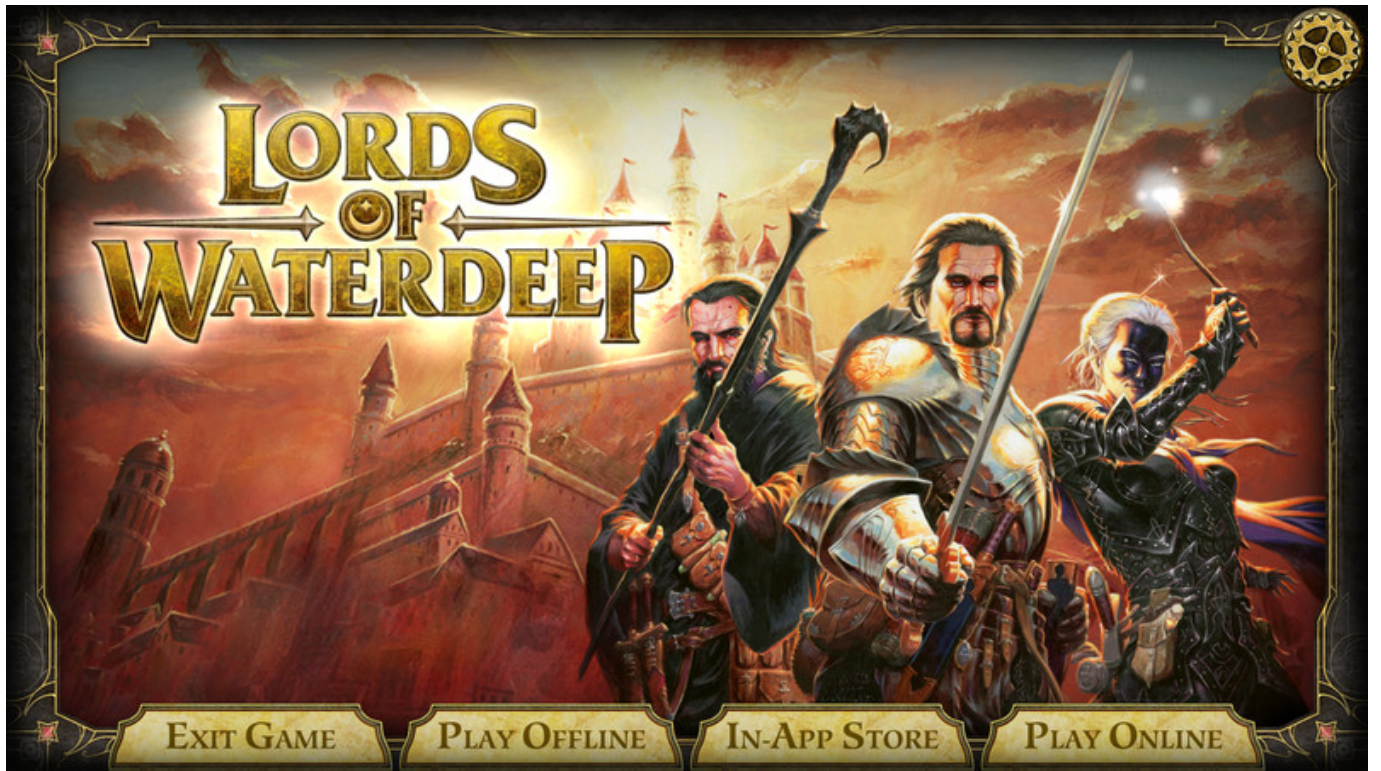 LORDS
OF
WATERDEEP
EXIT GAME
PLAY OFFLINE
IN-APP STORE
PLAY ONLINE